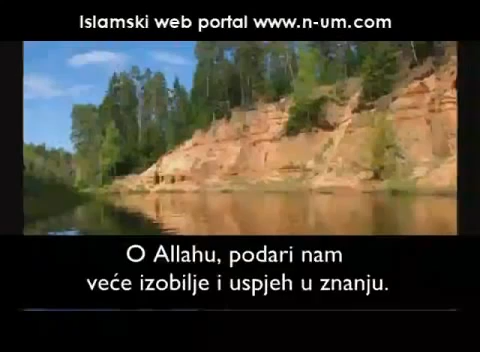 Islamski web portal www.n-um.com
O Allahu, podari nam
veće izobilje i uspjeh u znanju.